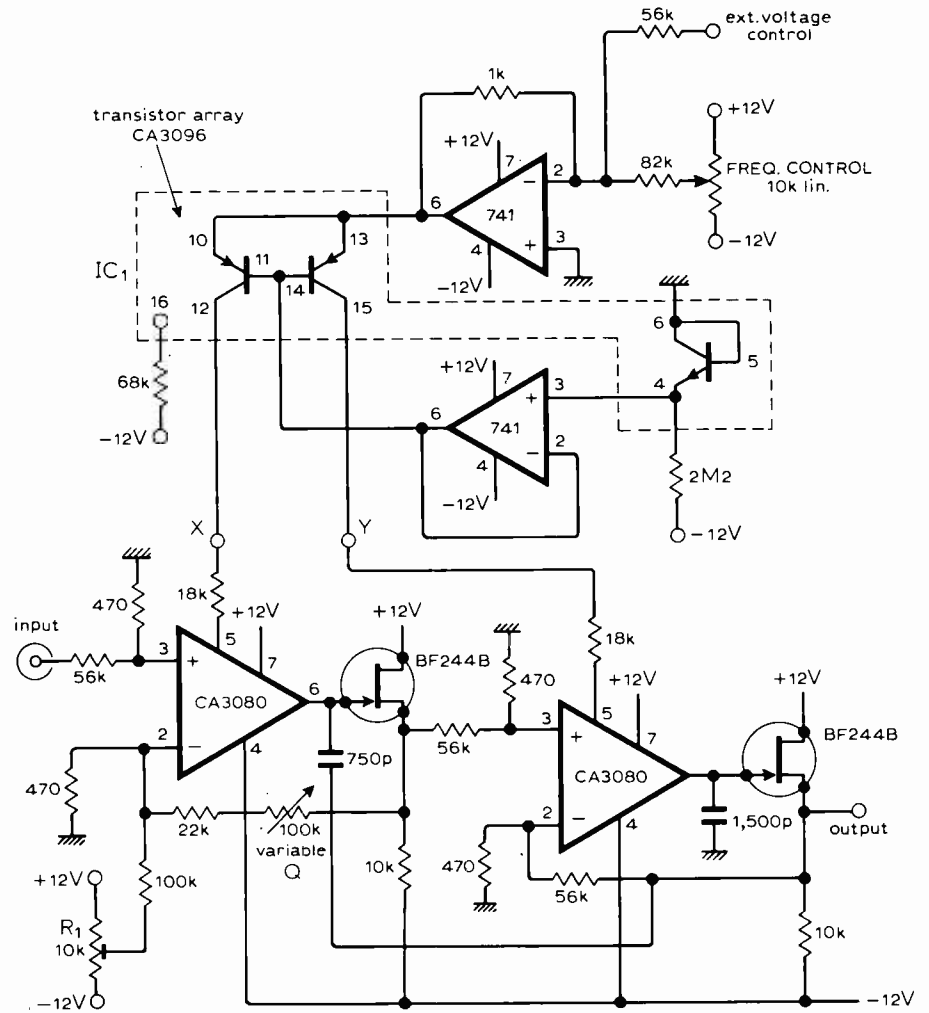 56k
ext.voltage
control
1k
transistor array
CA3096
+12V
+12V
7
2
82k
FREQ. CONTROL
10k lin.
6
−
741
+
3
4
-12V
-12V
10
13
IC1
11
14
12
15
16
68k
-12V
6
5
4
+12V
7
3
6
+
741
−
2
4
-12V
2M2
-12V
X
Y
470
18k
+12V
input
56k
3
+
5
7
CA3080
6
+12V
BF244B
2
−
4
750p
470
22k
100k
variable
Q
10k
100k
+12V
R1
10k
-12V
470
56k
18k
+12V
3
+
5
7
CA3080
2
−
4
+12V
BF244B
1,500p
output
470
56k
10k
-12V